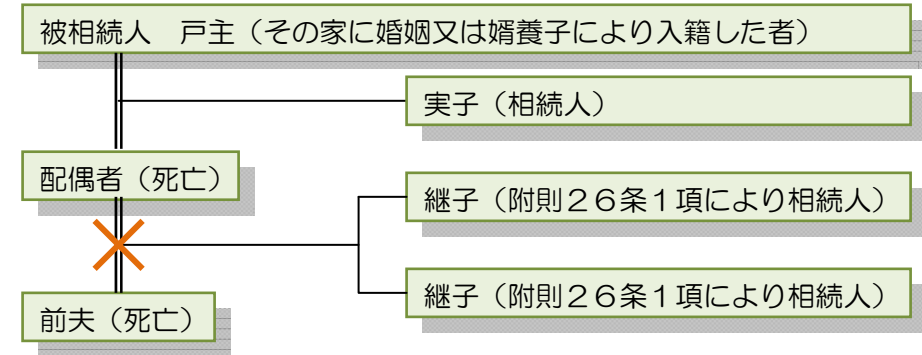 被相続人　戸主（その家に婚姻又は婿養子により入籍した者）
実子（相続人）
配偶者（死亡）
継子（附則２６条１項により相続人）
継子（附則２６条１項により相続人）
前夫（死亡）